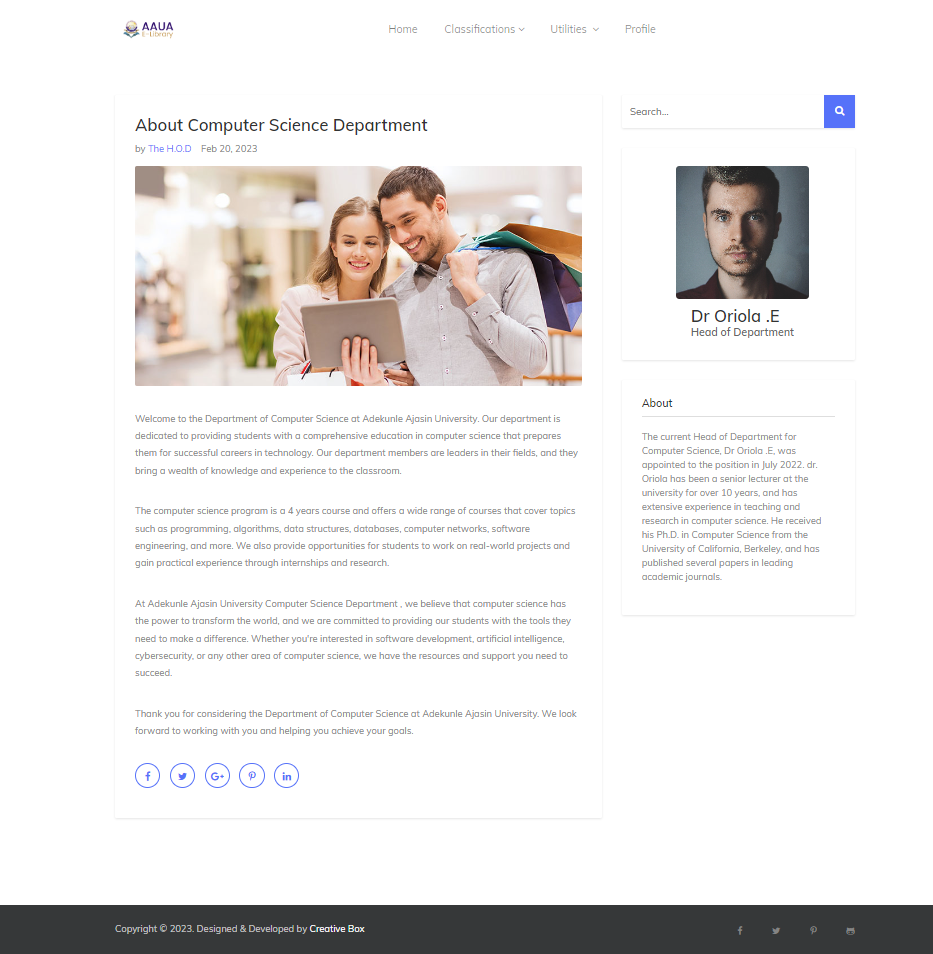 AAUA
E-Library
Home Classifications Utilities Profile
About Computer Science Department
by The H.O.D Feb 20, 2023
Welcome to the Department of Computer Science at Adekunle Ajasin University. Our department is
dedicated to providing students with a comprehensive education in computer science that prepares
them for successful careers in technology. Our department members are leaders in their fields, and they
bring a wealth of knowledge and experience to the classroom.
The computer science program is a 4 years course and offers a wide range of courses that cover topics
such as programming, algorithms, data structures, databases, computer networks, software
engineering, and more. We also provide opportunities for students to work on real-world projects and
gain practical experience through internships and research.
At Adekunle Ajasin University Computer Science Department , we believe that computer science has
the power to transform the world, and we are committed to providing our students with the tools they
need to make a difference. Whether you're interested in software development, artificial intelligence,
cybersecurity, or any other area of computer science, we have the resources and support you need to
succeed.
Thank you for considering the Department of Computer Science at Adekunle Ajasin University. We look
forward to working with you and helping you achieve your goals.
Search...
Dr Oriola .E
Head of Department
About
The current Head of Department for
Computer Science, Dr Oriola .E, was
appointed to the position in July 2022. dr.
Oriola has been a senior lecturer at the
university for over 10 years, and has
extensive experience in teaching and
research in computer science. He received
his Ph.D. in Computer Science from the
University of California, Berkeley, and has
published several papers in leading
academic journals.
Copyright © 2023. Designed & Developed by Creative Box